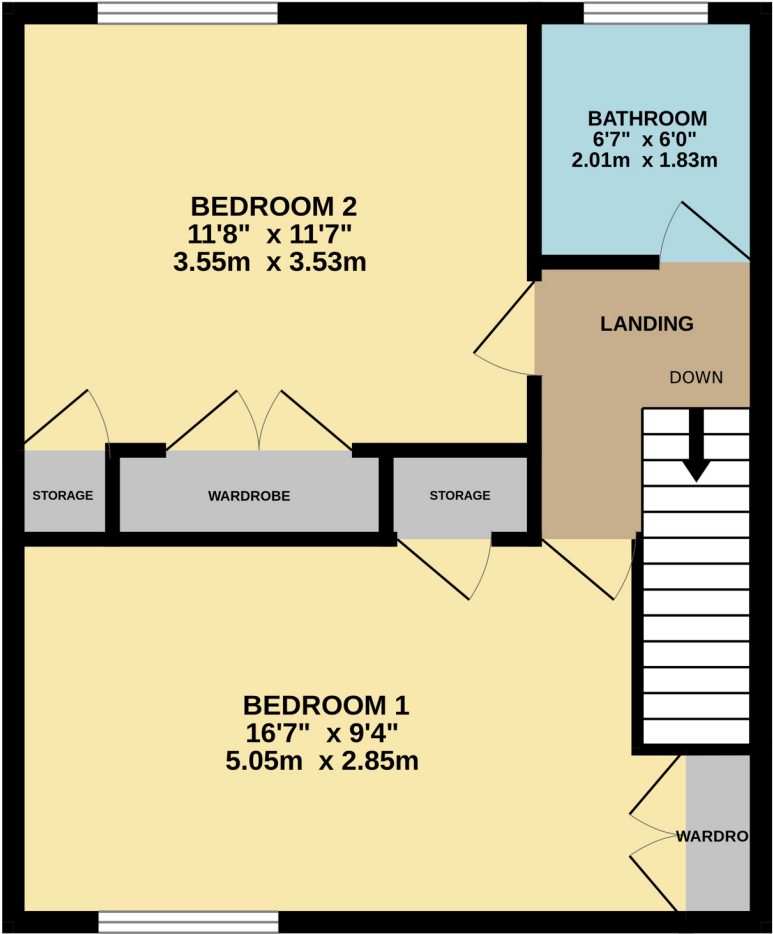 BATHROOM
6'7" x 6'0"
2.01m x 1.83m
BEDROOM 2
11'8" x 11'7"
3.55m x 3.53m
LANDING
DOWN
STORAGE
WARDROBE
STORAGE
BEDROOM 1
16'7" x 9'4"
5.05m x 2.85m
WARDRO